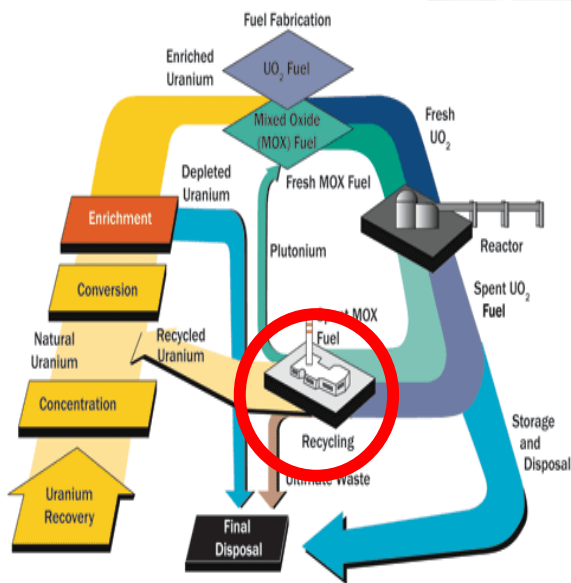 Fuel Fabrication
Enriched
Uranium
UO2 Fuel
Mixed Oxide
(MOX) Fuel
Fresh
UO2
Depleted
Uranium
Fresh MOX Fuel
Enrichment
Plutonium
Reactor
Conversion
Spent UO2
Fuel
MOX
Fuel
Natural
Uranium
Recycled
Uranium
Concentration
Recycling
Storage
and
Disposal
Ultimate Waste
Uranium
Recovery
Final
Disposal